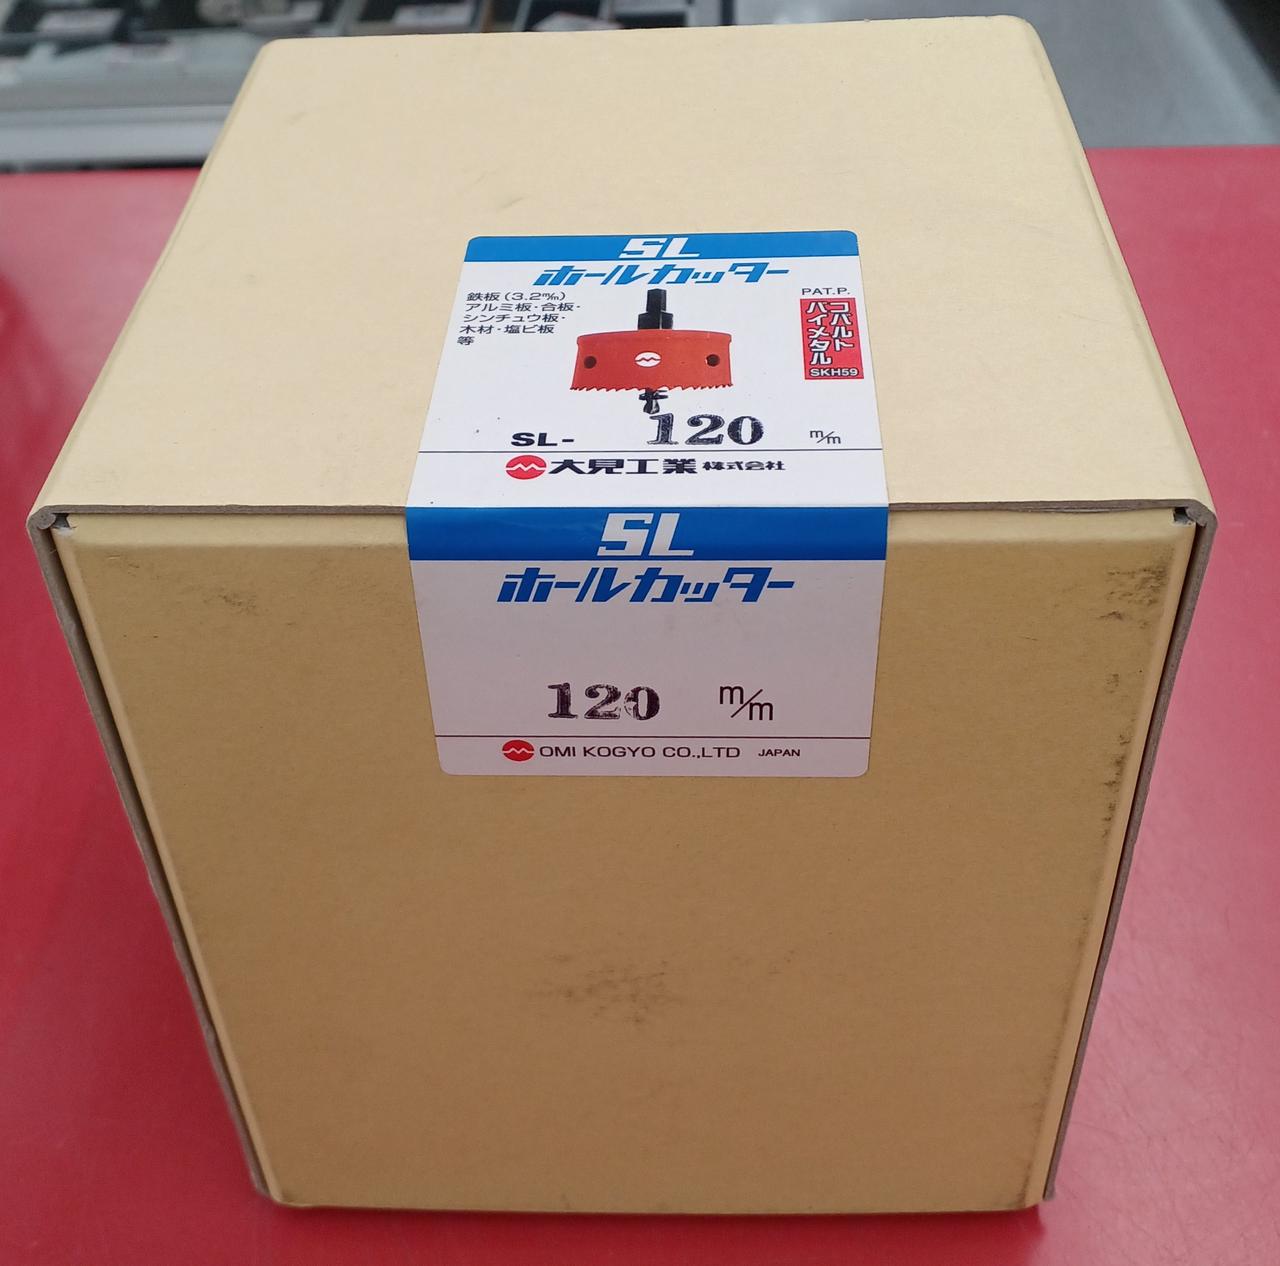 SL
ホールカッター
鉄板(3.2㎜)
アルミ板・合板・
シンチュウ板・
木材・塩ビ板
等
PAT.P.
コバルト
バイメタル
SKH59
SL- 120 m/m
大見工業株式会社
SL
ホールカッター
120 m/m
OMI KOGYO CO.,LTD JAPAN